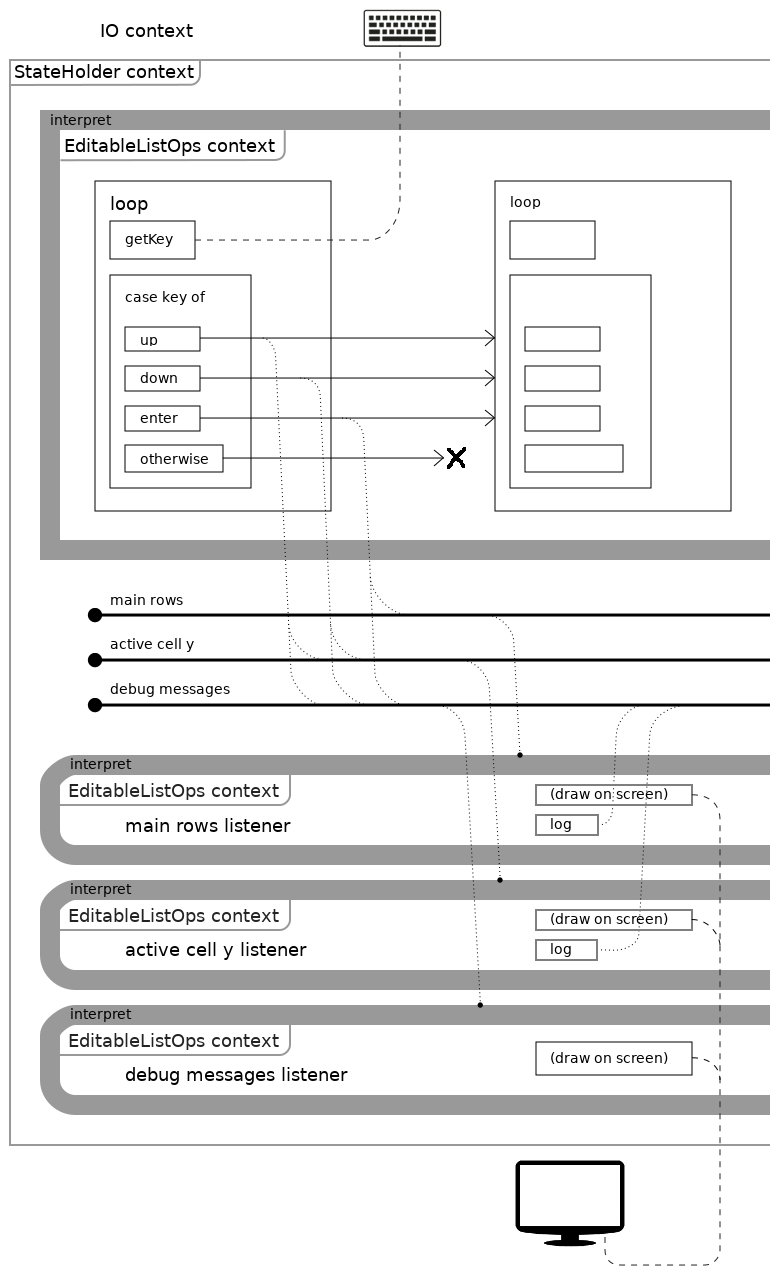 IO context
StateHolder context
interpret
EditableListOps context
loop
getKey
case key of
up
down
enter
otherwise
loop
main rows
active cell y
debug messages
interpret
EditableListOps context
main rows listener
(draw on screen)
log
interpret
EditableListOps context
active cell y listener
(draw on screen)
log
interpret
EditableListOps context
debug messages listener
(draw on screen)